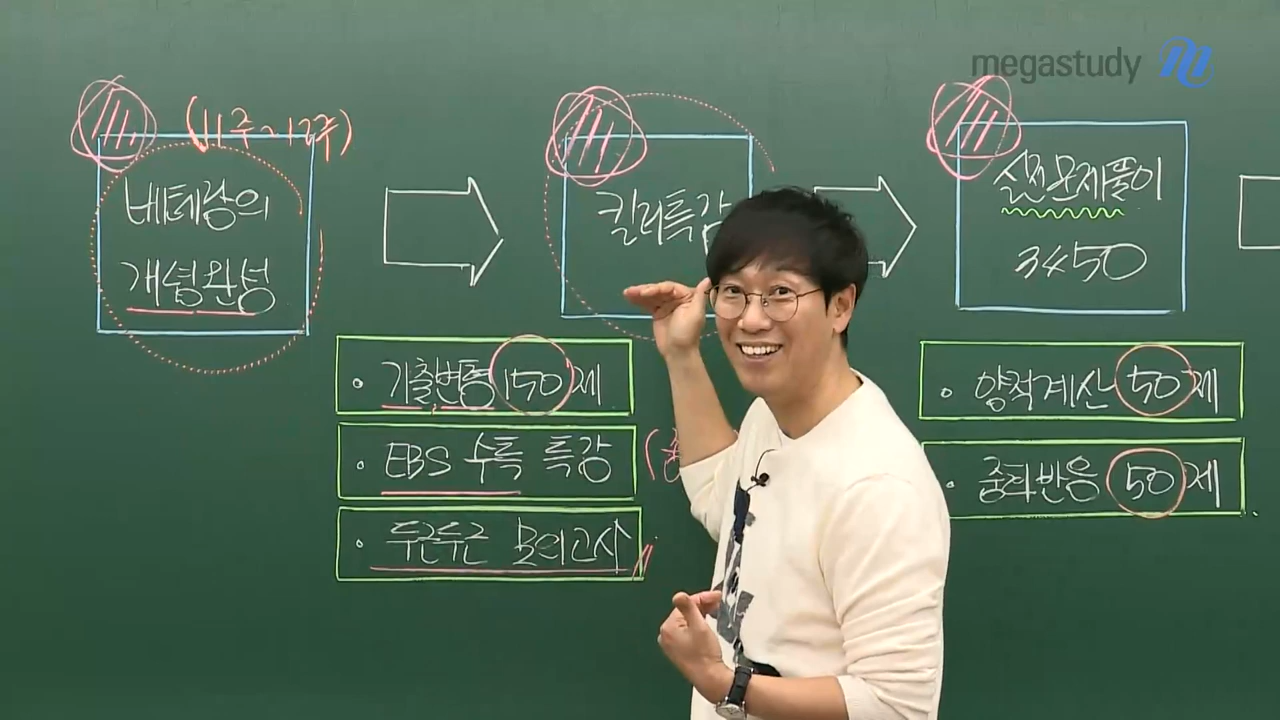 megastudy
(11주~12주)
베테랑의
개념완성
킬러특강
실전문제풀이
3450
기출변형 150제
EBS 수특 특강
두근두근 모의고사
양적계산 50제
중화반응 50제